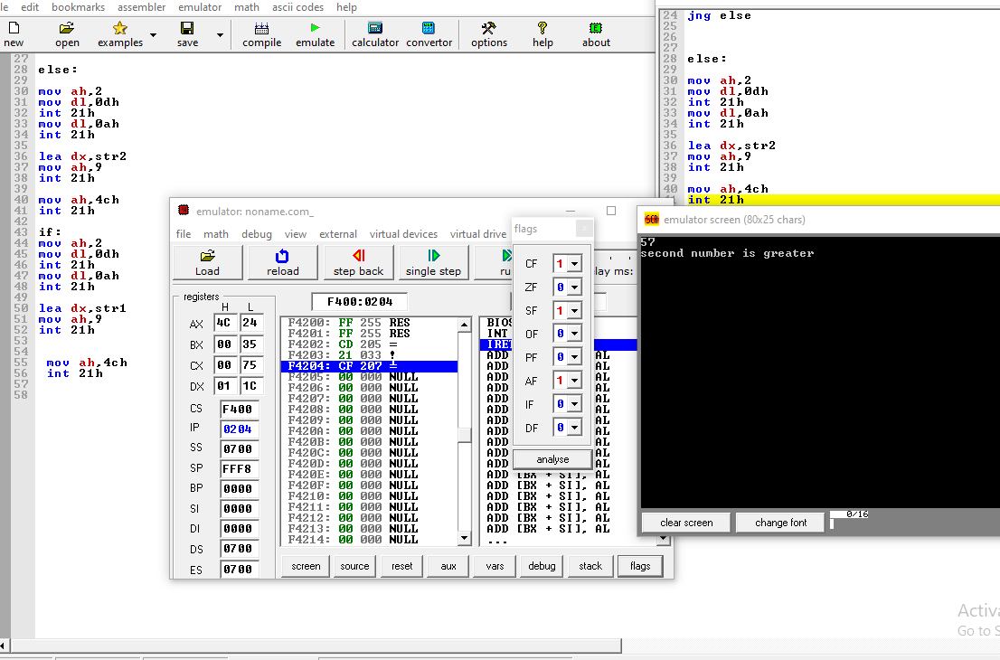 le edit bookmarks assembler emulator math ascii codes help
new open examples save compile emulate calculator convertor options help about
27
28 else:
29
30 mov ah,2
31 mov dl,0dh
32 int 21h
33 mov dl,0ah
34 int 21h
35
36 lea dx,str2
37 mov ah,9
38 int 21h
39
40 mov ah,4ch
41 int 21h
42
43 if:
44 mov ah,2
45 mov dl,0dh
46 int 21h
47 mov dl,0ah
48 int 21h
49
50 lea dx,str1
51 mov ah,9
52 int 21h
53
54
55 mov ah,4ch
56 int 21h
57
58
24 jng else
25
26
27
28 else:
29
30 mov ah,2
31 mov dl,0dh
32 int 21h
33 mov dl,0ah
34 int 21h
35
36 lea dx,str2
37 mov ah,9
38 int 21h
39
40 mov ah,4ch
int 21h
emulator: noname.com_
file math debug view external virtual devices virtual drive
Load reload step back single step ru
lay ms:
registers
F400:0204
H L
AX 4C 24
BX 00 35
CX 00 75
DX 01 1C
CS F400
IP 0204
SS 0700
SP FFF8
BP 0000
SI 0000
DI 0000
DS 0700
ES 0700
F4200: FF 255 RES
F4201: FF 255 RES
F4202: CD 205 =
F4203: 21 033 !
F4204: CF 207 ╧
F4205: 00 000 NULL
F4206: 00 000 NULL
F4207: 00 000 NULL
F4208: 00 000 NULL
F4209: 00 000 NULL
F420A: 00 000 NULL
F420B: 00 000 NULL
F420C: 00 000 NULL
F420D: 00 000 NULL
F420E: 00 000 NULL
F420F: 00 000 NULL
F4210: 00 000 NULL
F4211: 00 000 NULL
F4212: 00 000 NULL
F4213: 00 000 NULL
F4214: 00 000 NULL
BIOS
INT
IRE
ADD AL
ADD AL
ADD AL
ADD AL
ADD AL
ADD AL
ADD AL
ADD AL
ADD AL
ADD AL
ADD AL
ADD [BX + SI], AL
ADD [BX + SI], AL
ADD [BX + SI], AL
ADD [BX + SI], AL
ADD [BX + SI], AL
ADD [BX + SI], AL
...
screen source reset aux vars debug stack flags
flags
CF 1
ZF 0
SF 1
OF 0
PF 0
AF 1
IF 0
DF 0
analyse
emulator screen (80x25 chars)
57
second number is greater
clear screen change font 0/16
Activa
Go to S